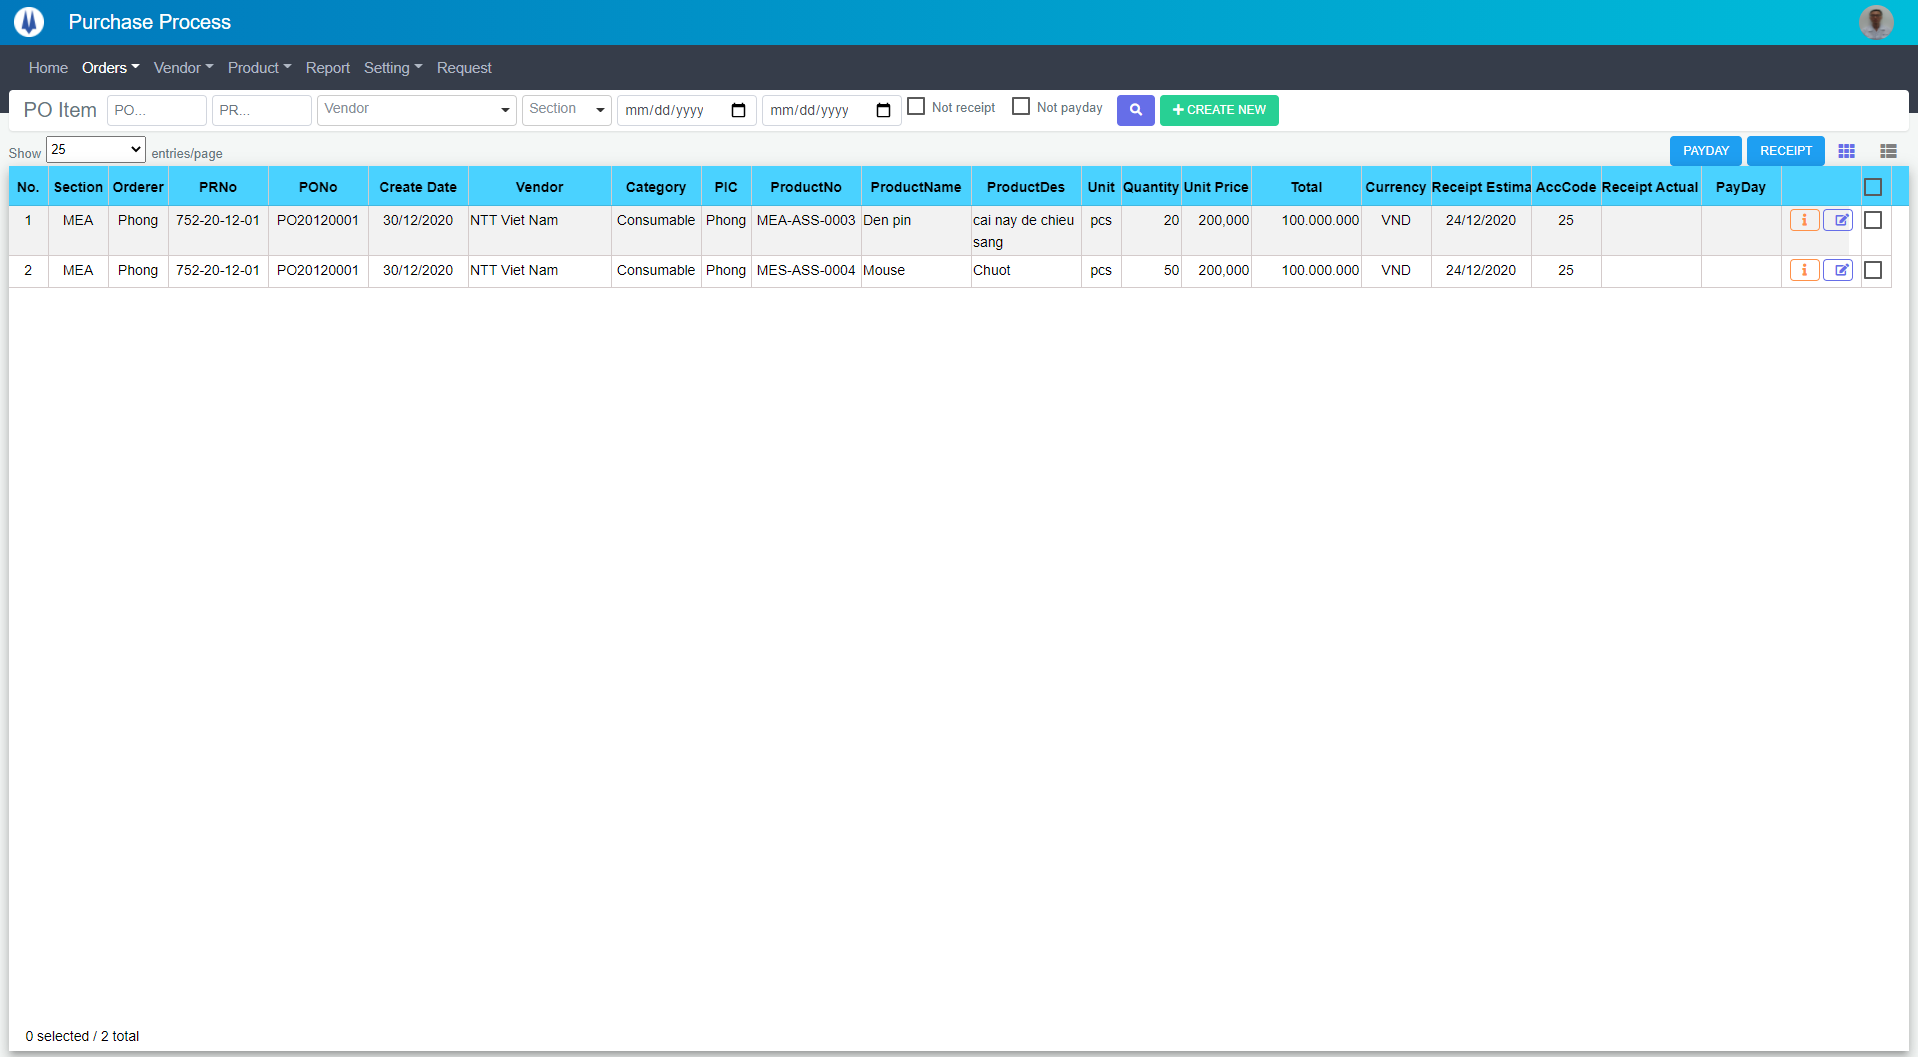 Purchase Process
Home Orders Vendor Product Report Setting Request
PO Item PO... PR... Vendor Section mm/dd/yyyy mm/dd/yyyy Not receipt Not payday CREATE NEW
Show 25 entries/page PAYDAY RECEIPT
No. Section Orderer PRNo PONo Create Date Vendor Category PIC ProductNo ProductName ProductDes Unit Quantity Unit Price Total Currency Receipt Estima AccCode Receipt Actual PayDay
1 MEA Phong 752-20-12-01 PO20120001 30/12/2020 NTT Viet Nam Consumable Phong MEA-ASS-0003 Den pin cai nay de chieu pcs 20 200,000 100.000.000 VND 24/12/2020 25
sang
2 MEA Phong 752-20-12-01 PO20120001 30/12/2020 NTT Viet Nam Consumable Phong MES-ASS-0004 Mouse Chuot pcs 50 200,000 100.000.000 VND 24/12/2020 25
0 selected / 2 total